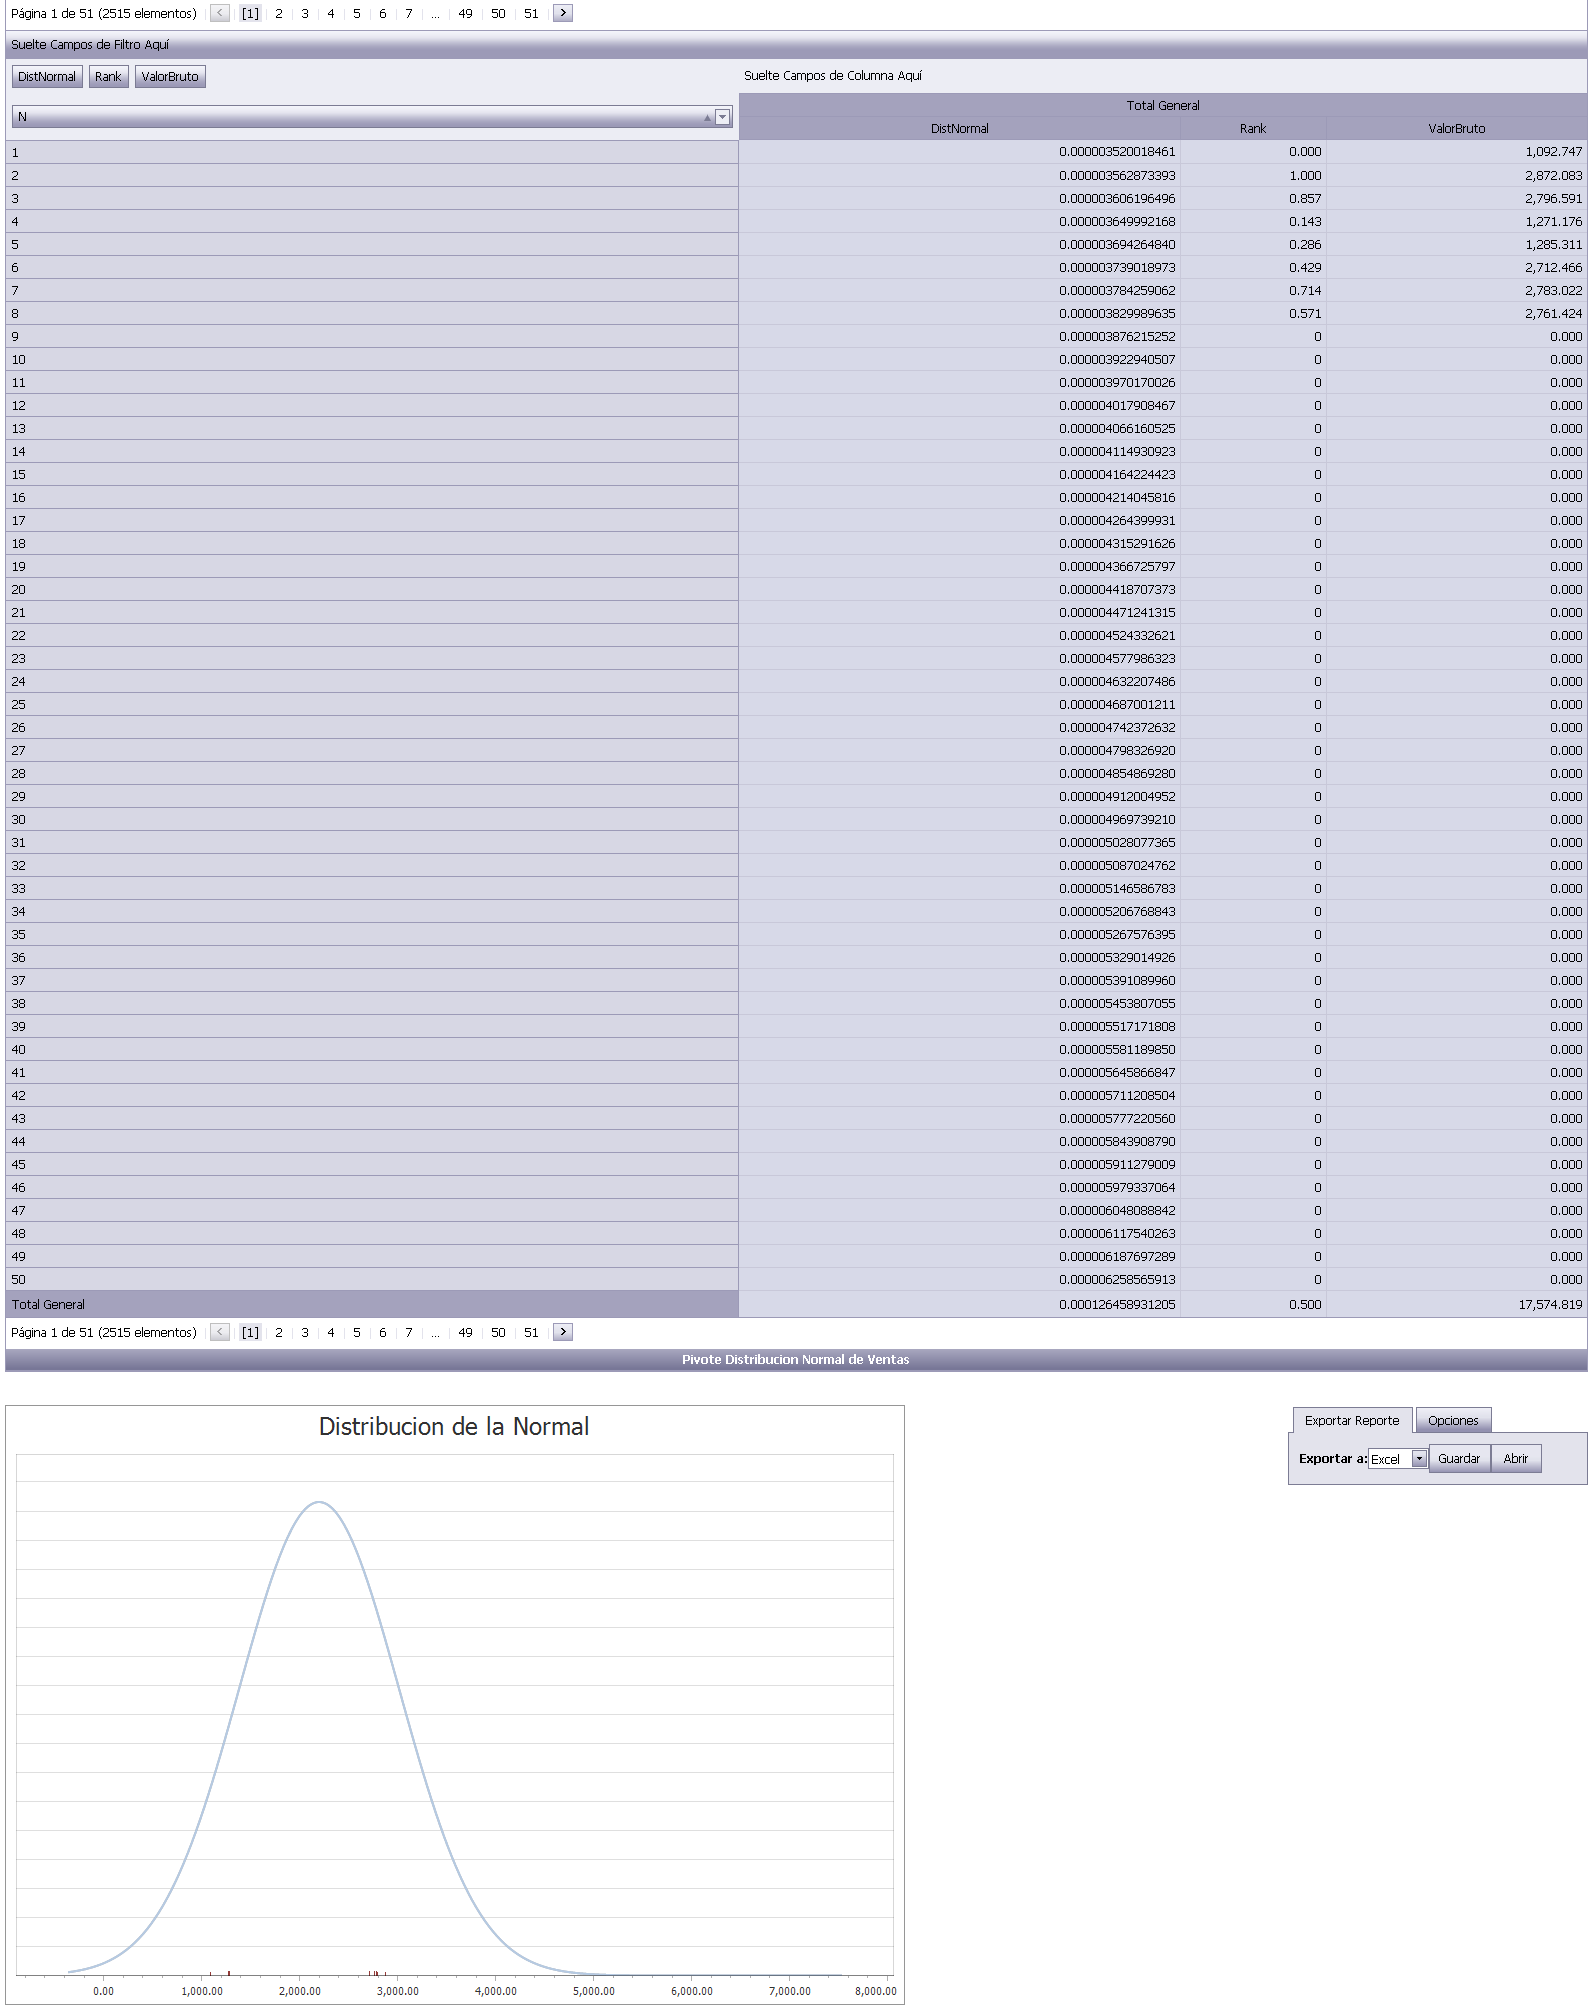 Página 1 de 51 (2515 elementos) < [1] 2 3 4 5 6 7 ... 49 50 51 >
Suelte Campos de Filtro Aquí
DistNormal Rank ValorBruto Suelte Campos de Columna Aquí
N Total General
DistNormal Rank ValorBruto
1 0.000003520018461 0.000 1,092.747
2 0.000003562873393 1.000 2,872.083
3 0.000003606196496 0.857 2,796.591
4 0.000003649992168 0.143 1,271.176
5 0.000003694264840 0.286 1,285.311
6 0.000003739018973 0.429 2,712.466
7 0.000003784259062 0.714 2,783.022
8 0.000003829989635 0.571 2,761.424
9 0.000003876215252 0 0.000
10 0.000003922940507 0 0.000
11 0.000003970170026 0 0.000
12 0.000004017908467 0 0.000
13 0.000004066160525 0 0.000
14 0.000004114930923 0 0.000
15 0.000004164224423 0 0.000
16 0.000004214045816 0 0.000
17 0.000004264399931 0 0.000
18 0.000004315291626 0 0.000
19 0.000004366725797 0 0.000
20 0.000004418707373 0 0.000
21 0.000004471241315 0 0.000
22 0.000004524332621 0 0.000
23 0.000004577986323 0 0.000
24 0.000004632207486 0 0.000
25 0.000004687001211 0 0.000
26 0.000004742372632 0 0.000
27 0.000004798326920 0 0.000
28 0.000004854869280 0 0.000
29 0.000004912004952 0 0.000
30 0.000004969739210 0 0.000
31 0.000005028077365 0 0.000
32 0.000005087024762 0 0.000
33 0.000005146586783 0 0.000
34 0.000005206768843 0 0.000
35 0.000005267576395 0 0.000
36 0.000005329014926 0 0.000
37 0.000005391089960 0 0.000
38 0.000005453807055 0 0.000
39 0.000005517171808 0 0.000
40 0.000005581189850 0 0.000
41 0.000005645866847 0 0.000
42 0.000005711208504 0 0.000
43 0.000005777220560 0 0.000
44 0.000005843908790 0 0.000
45 0.000005911279009 0 0.000
46 0.000005979337064 0 0.000
47 0.000006048088842 0 0.000
48 0.000006117540263 0 0.000
49 0.000006187697289 0 0.000
50 0.000006258565913 0 0.000
Total General 0.000126458931205 0.500 17,574.819
Página 1 de 51 (2515 elementos) < [1] 2 3 4 5 6 7 ... 49 50 51 >
Pivote Distribucion Normal de Ventas
Distribucion de la Normal
0.00 1,000.00 2,000.00 3,000.00 4,000.00 5,000.00 6,000.00 7,000.00 8,000.00
Exportar Reporte Opciones
Exportar a: Excel Guardar Abrir